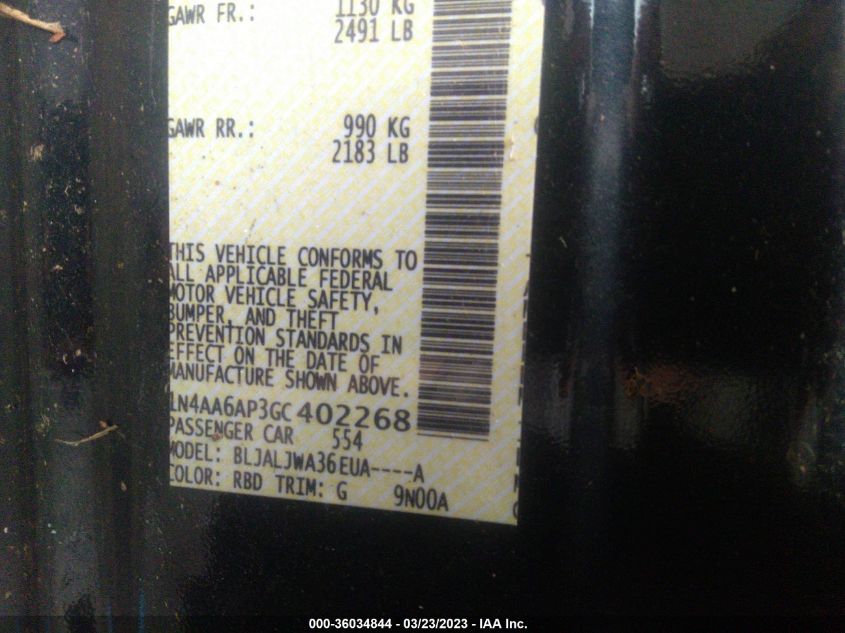 GAWR FR.: 1130 KG
2491 LB
GAWR RR.: 990 KG
2183 LB
THIS VEHICLE CONFORMS TO
ALL APPLICABLE FEDERAL
MOTOR VEHICLE SAFETY,
BUMPER, AND THEFT
PREVENTION STANDARDS IN
EFFECT ON THE DATE OF
MANUFACTURE SHOWN ABOVE.
1N4AA6AP3GC402268
PASSENGER CAR 554
MODEL: BLJALJWA36EUA----A
COLOR: RBD TRIM: G 9N00A
000-36034844 - 03/23/2023 - IAA Inc.